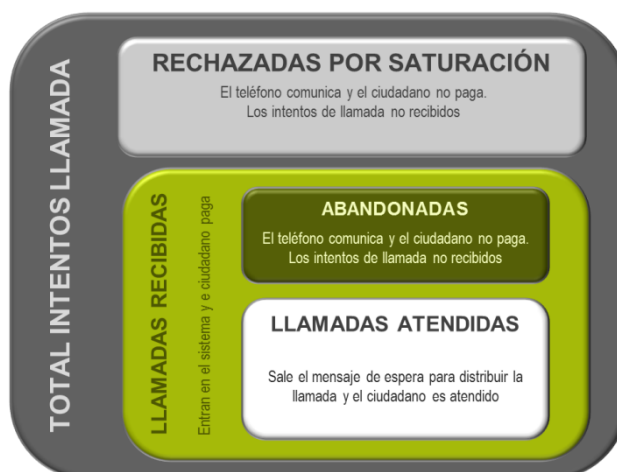 TOTAL INTENTOS LLAMADA
RECHAZADAS POR SATURACIÓN
El teléfono comunica y el ciudadano no paga.
Los intentos de llamada no recibidos
LLAMADAS RECIBIDAS
Entran en el sistema y e ciudadano paga
ABANDONADAS
El teléfono comunica y el ciudadano no paga.
Los intentos de llamada no recibidos
LLAMADAS ATENDIDAS
Sale el mensaje de espera para distribuir la
llamada y el ciudadano es atendido